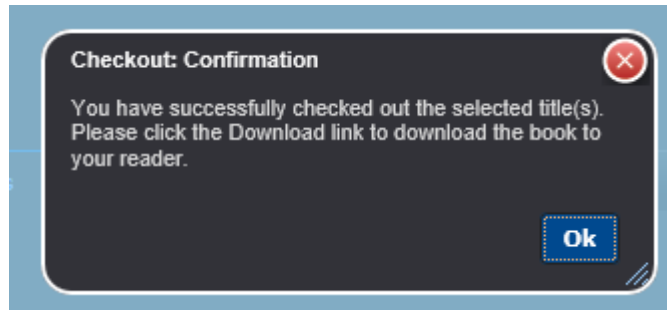 Checkout: Confirmation
You have successfully checked out the selected title(s).
Please click the Download link to download the book to
your reader.
Ok